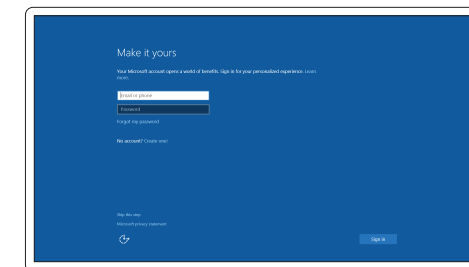 Make it yours
Your Microsoft account opens a world of benefits. Sign in for your personalized experience. Learn
more.
Email or phone
Password
Forgot my password
No account? Create one!
Skip this step
Microsoft privacy statement
Sign in